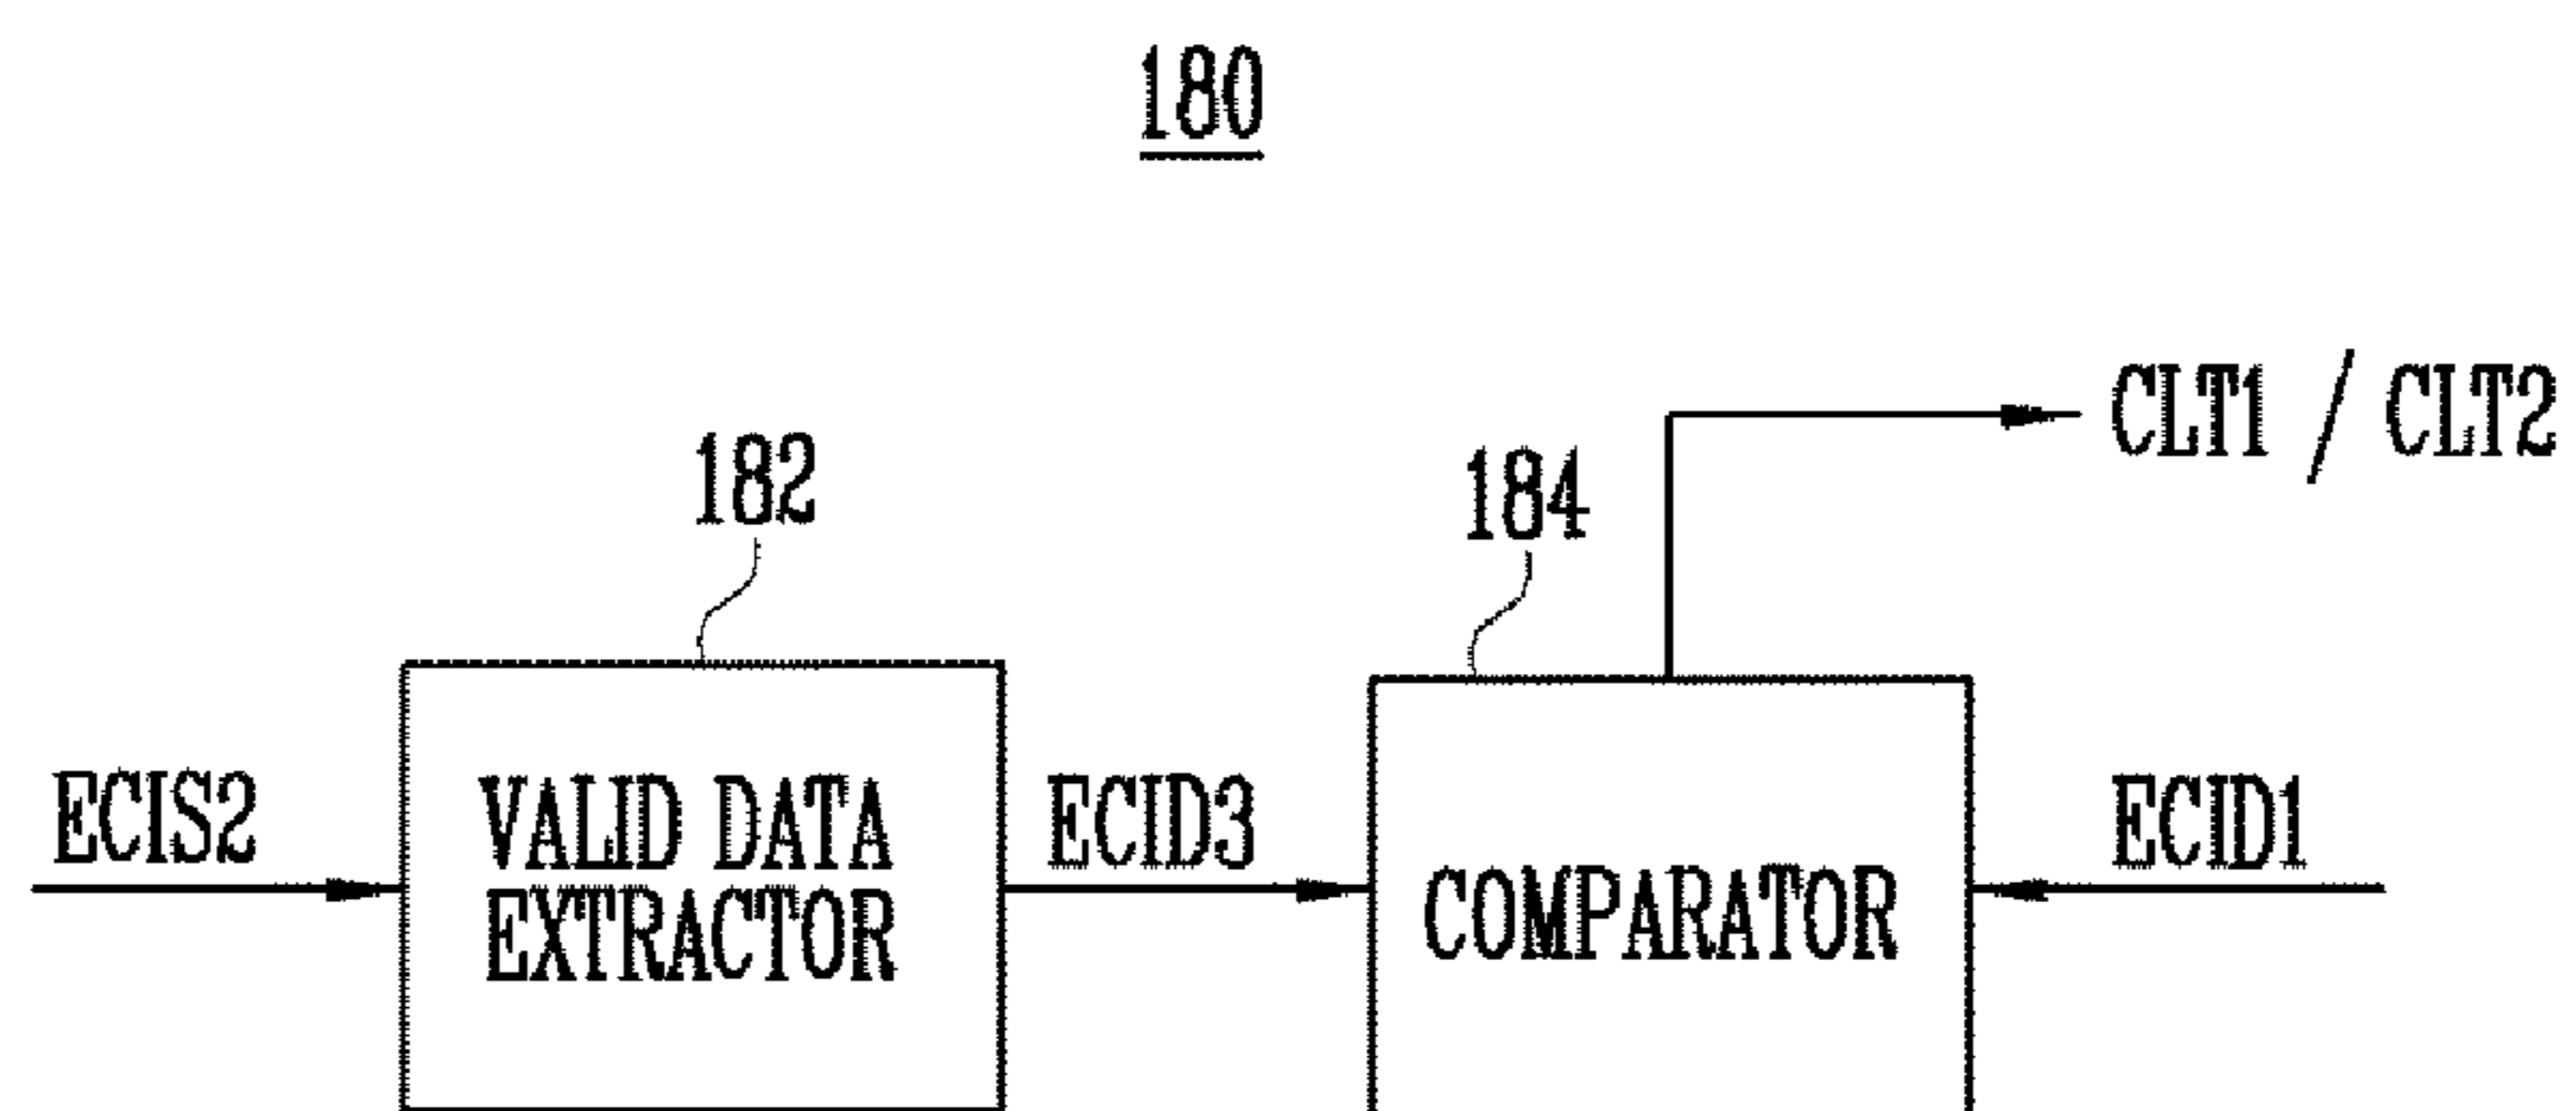 180
CLT1 / CLT2
182
184
ECIS2
VALID DATA
EXTRACTOR
ECID3
COMPARATOR
ECID1